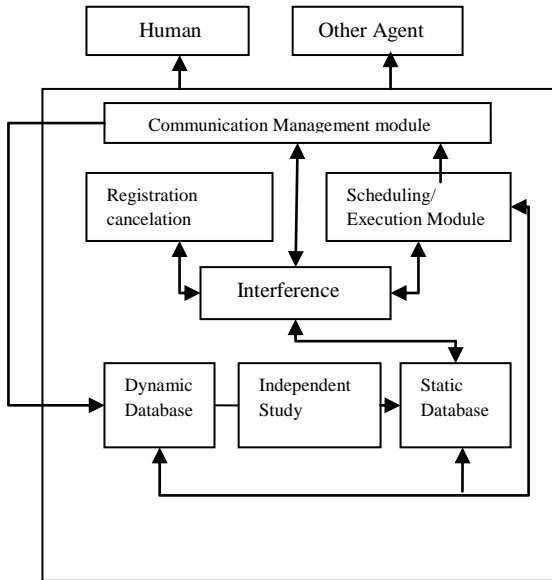 Human
Other Agent
Communication Management module
Registration
cancelation
Scheduling/
Execution Module
Interference
Dynamic
Database
Independent
Study
Static
Database